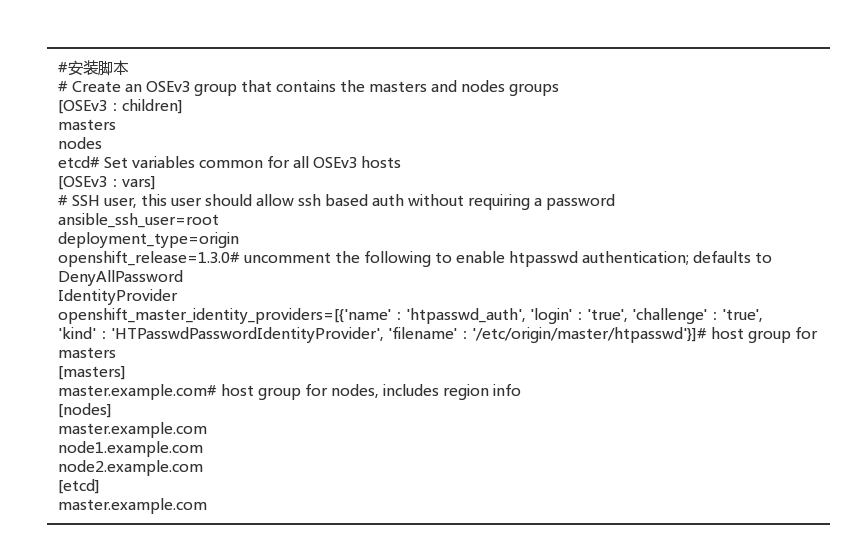 #安装脚本
# Create an OSEv3 group that contains the masters and nodes groups
[OSEv3 : children]
masters
nodes
etcd# Set variables common for all OSEv3 hosts
[OSEv3 : vars]
# SSH user, this user should allow ssh based auth without requiring a password
ansible_ssh_user=root
deployment_type=origin
openshift_release=1.3.0# uncomment the following to enable htpasswd authentication; defaults to
DenyAllPassword
IdentityProvider
openshift_master_identity_providers=[{'name' : 'htpasswd_auth', 'login' : 'true', 'challenge' : 'true',
'kind' : 'HTPasswdPasswordIdentityProvider', 'filename' : '/etc/origin/master/htpasswd'}]# host group for
masters
[masters]
master.example.com# host group for nodes, includes region info
[nodes]
master.example.com
node1.example.com
node2.example.com
[etcd]
master.example.com